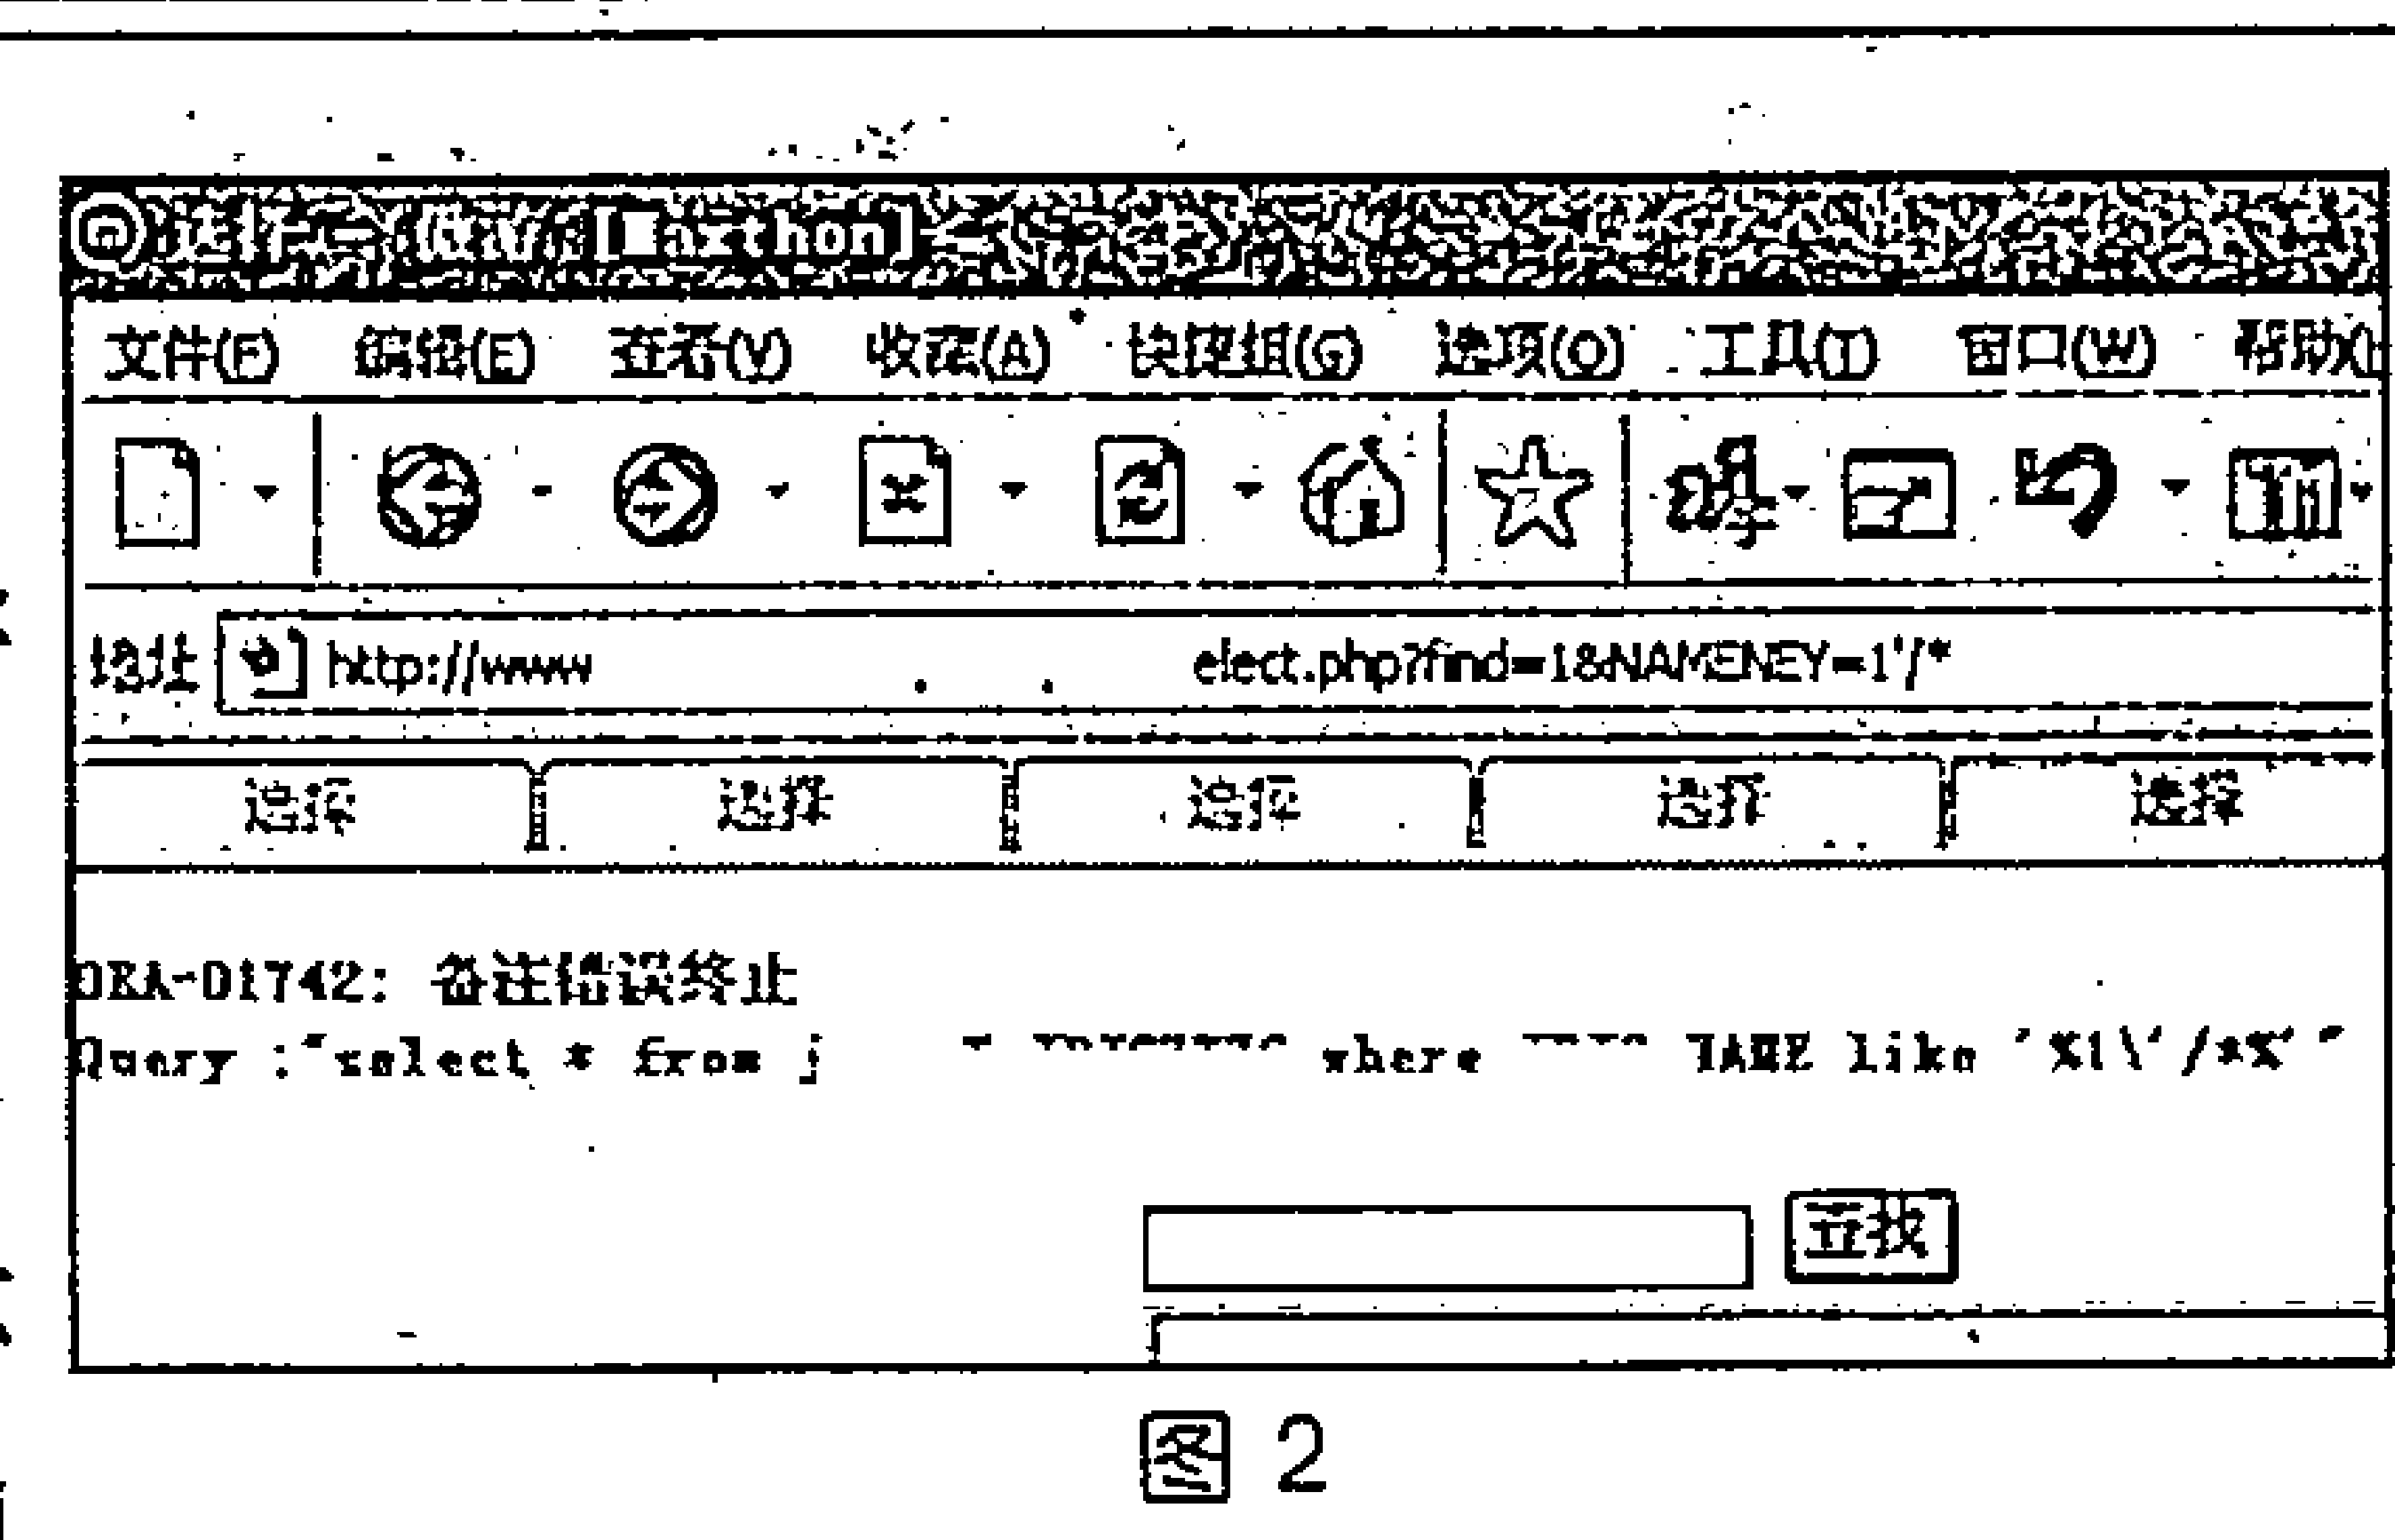 [Maxthon]
文件(F) 编辑(E) 查看(V) 收藏(A) 快捷组(G) 选项(O) 工具(T) 窗口(W) 帮助(
地址 http://www elect.php?find=1&NAMENEY=1'/*
选择 选择 选择 选择 选择
ORA-01742: 备注错误终止
Query :"select * from where NAME like '%1\'/*%'"
查找
图 2